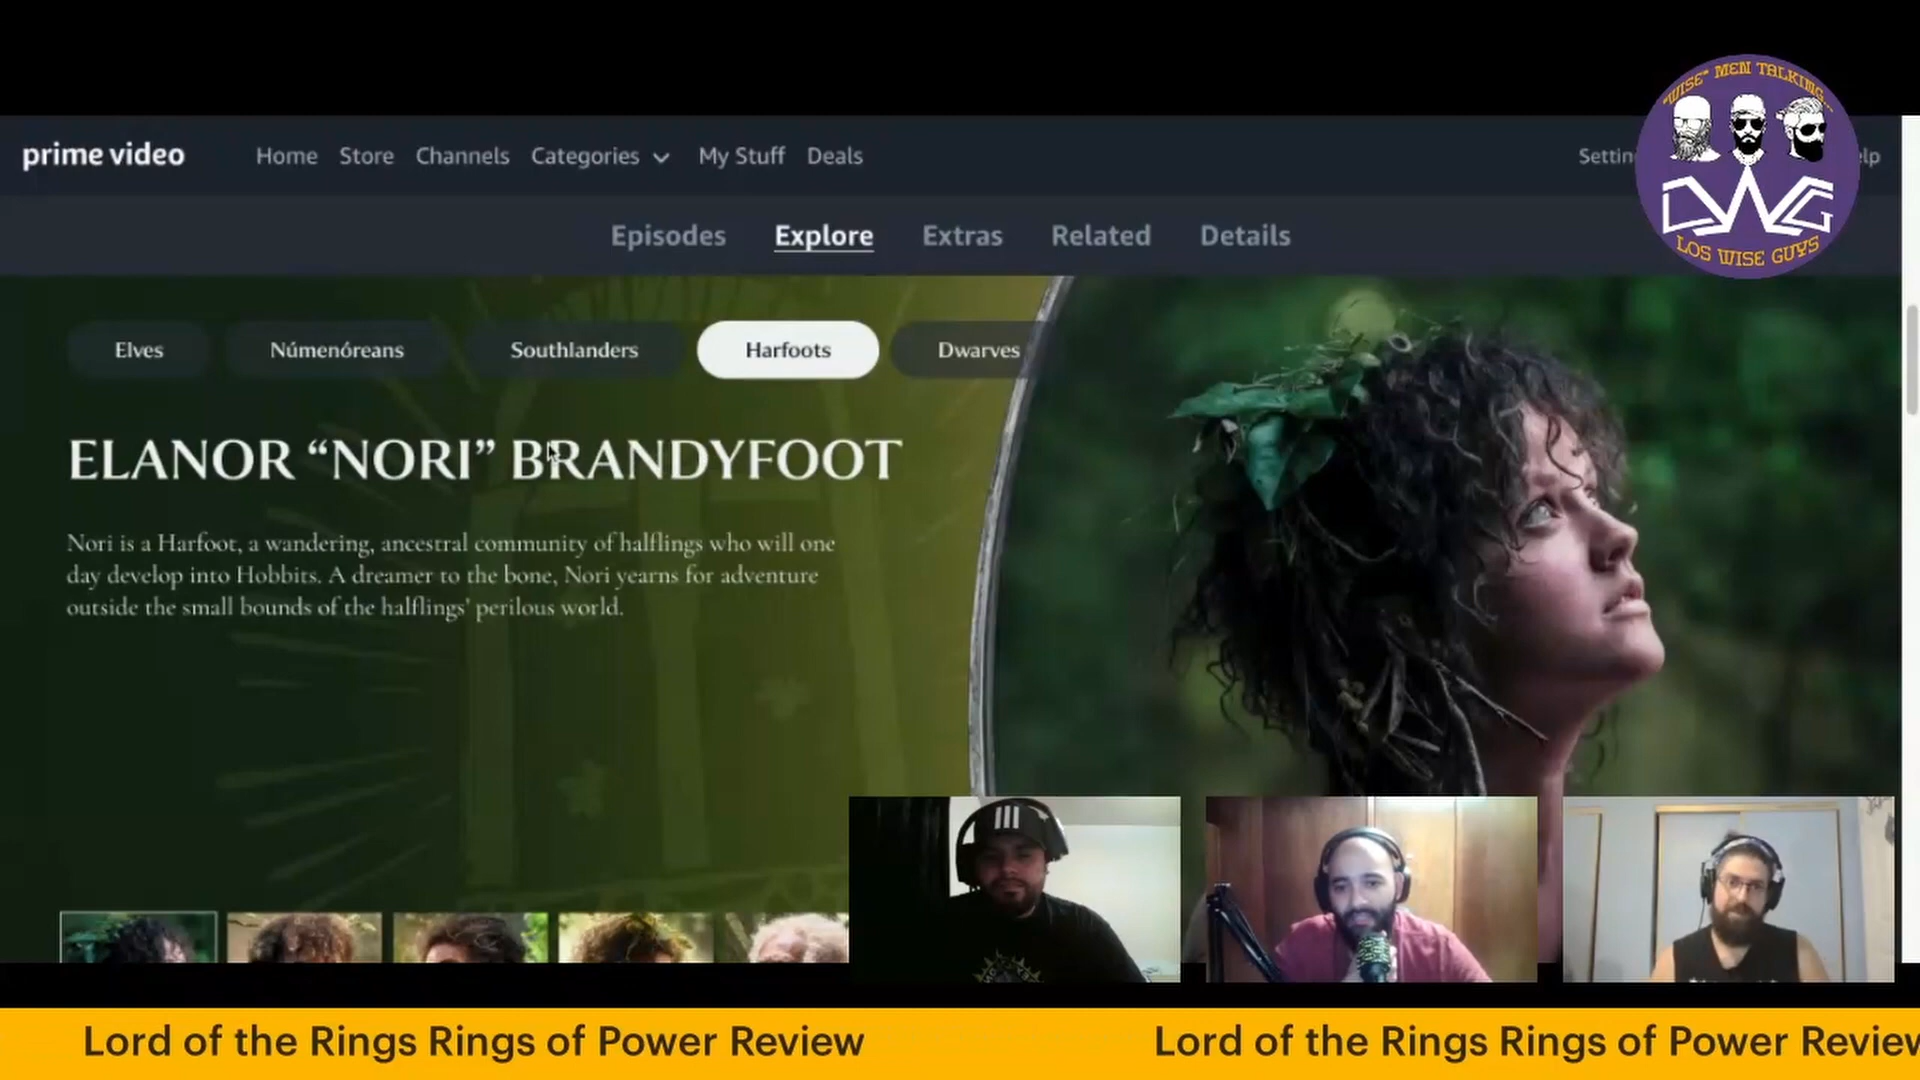 "WISE" MEN TALKING...
prime video
Home
Store
Channels
Categories
My Stuff
Deals
LWG
LOS WISE GUYS
Episodes
Explore
Extras
Related
Details
Elves
Númenóreans
Southlanders
Harfoots
Dwarves
ELANOR “NORI” BRANDYFOOT
Nori is a Harfoot, a wandering, ancestral community of halflings who will one
day develop into Hobbits. A dreamer to the bone, Nori yearns for adventure
outside the small bounds of the halflings' perilous world.
Lord of the Rings Rings of Power Review
Lord of the Rings Rings of Power Review